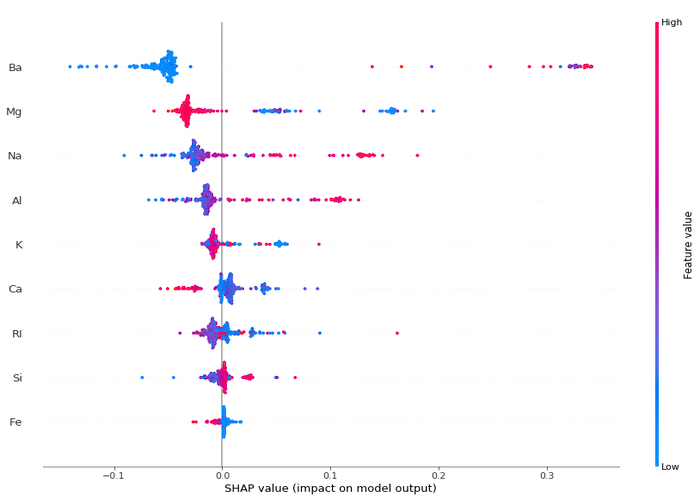 High
Ba
Mg
Na
Al
K
Ca
RI
Si
Fe
Feature value
Low
−0.1 0.0 0.1 0.2 0.3
SHAP value (impact on model output)